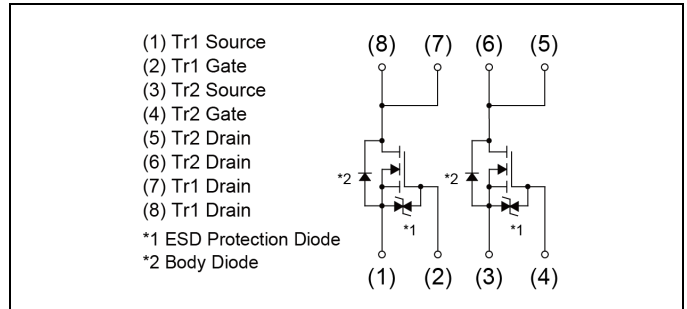 (1) Tr1 Source
(2) Tr1 Gate
(3) Tr2 Source
(4) Tr2 Gate
(5) Tr2 Drain
(6) Tr2 Drain
(7) Tr1 Drain
(8) Tr1 Drain
*1 ESD Protection Diode
*2 Body Diode
(8) (7) (6) (5)
*2 *2
*1 *1
(1) (2) (3) (4)